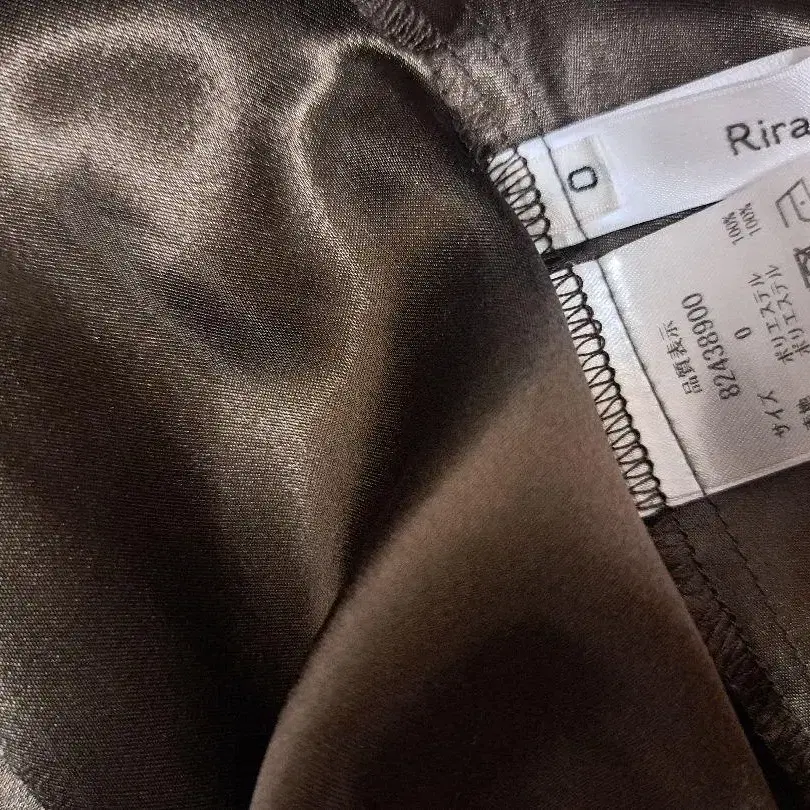 Rira
0
品質表示
82438900
サイズ 0
ポリエステル 100%
ポリエステル 100%